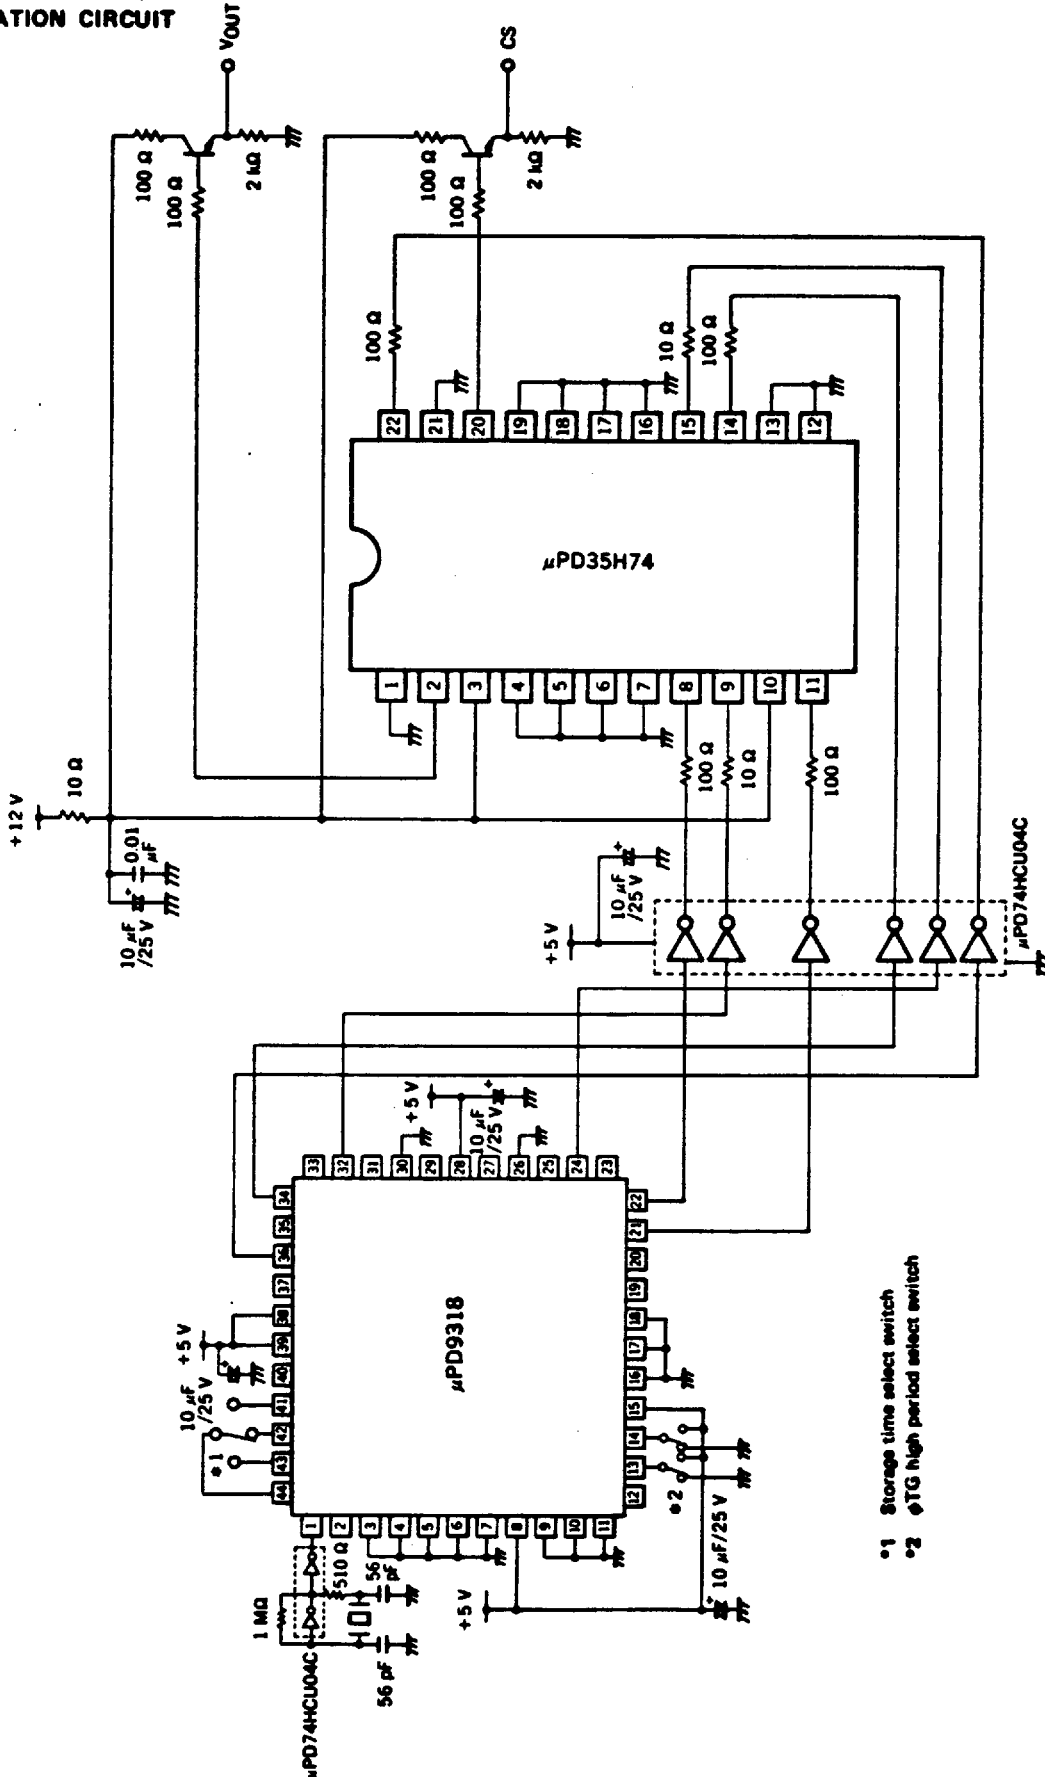 ATION CIRCUIT
+12 V
10 Ω
10 μF
/25 V
0.01
μF
100 Ω
100 Ω
2 kΩ
VOUT
100 Ω
100 Ω
2 kΩ
CS
μPD35H74
1
2
3
4
5
6
7
8
9
10
11
22
21
20
19
18
17
16
15
14
13
12
100 Ω
10 Ω
100 Ω
100 Ω
10 Ω
100 Ω
+5 V
10 μF
/25 V
μPD74HCU04C
μPD9318
1
2
3
4
5
6
7
8
9
10
11
12
13
14
15
16
17
18
19
20
21
22
23
24
25
26
27
28
29
30
31
32
33
34
35
36
37
38
39
40
41
42
43
44
+5 V
10 μF
/25 V
+5 V
10 μF
/25 V
*1
*2
μPD74HCU04C
1 MΩ
510 Ω
56
pF
56 pF
+5 V
10 μF/25 V
*1 Storage time select switch
*2 φTG high period select switch